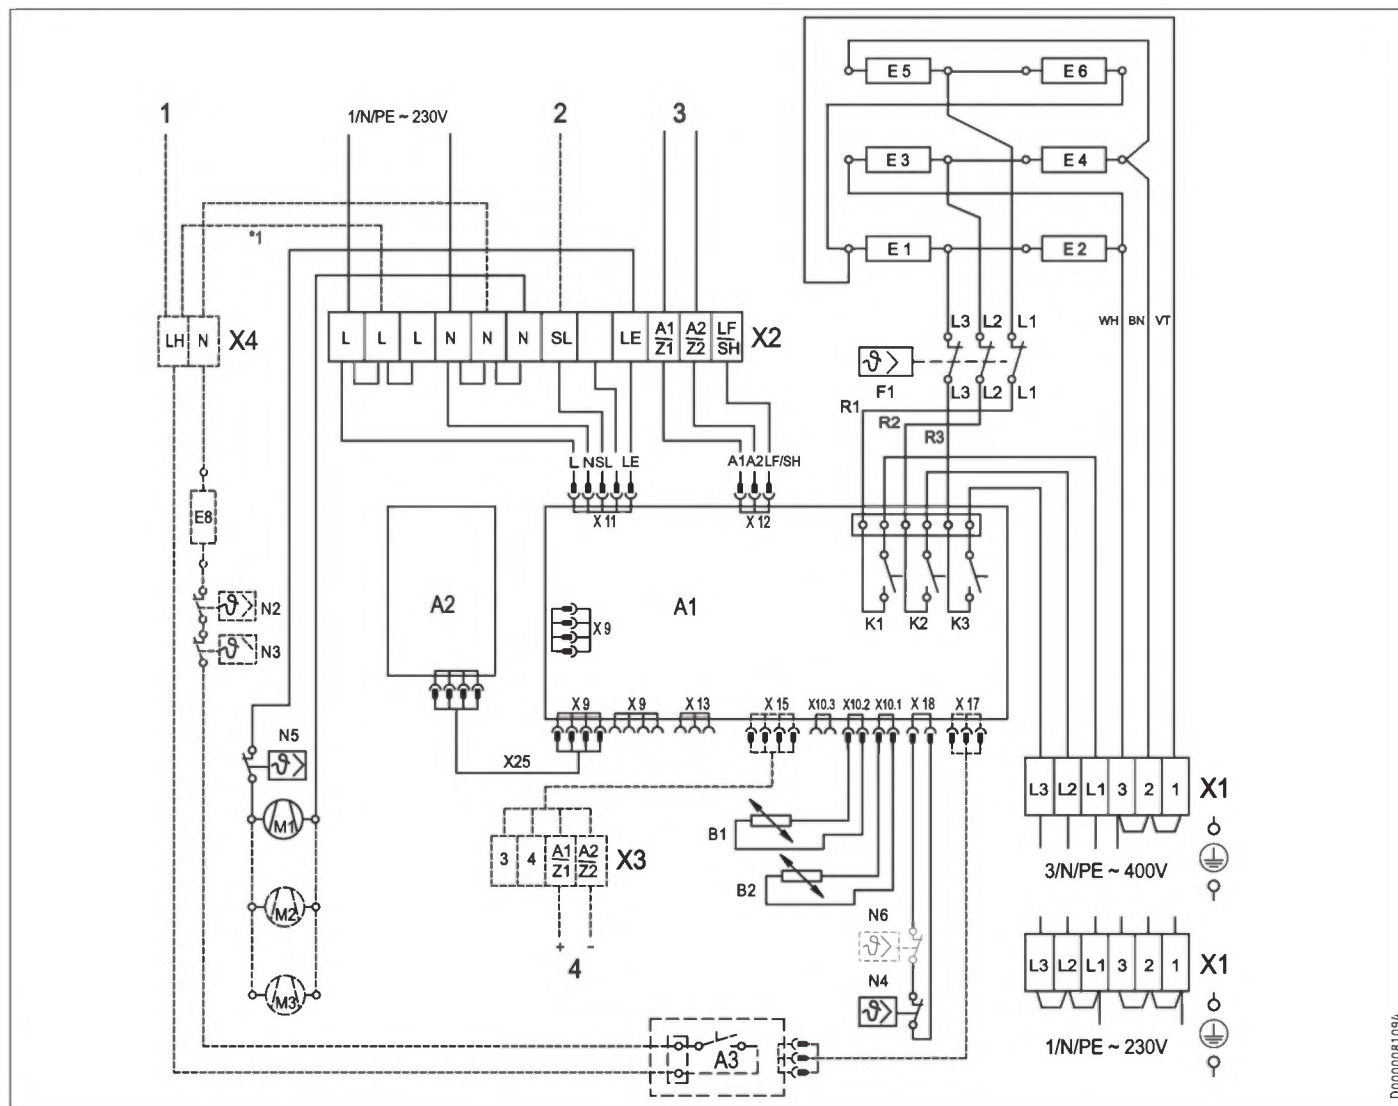 E 5
E 6
1
1/N/PE ~ 230V
2
3
E 3
E 4
*1
E 1
E 2
LH
N
X4
L
L
L
N
N
N
SL
LE
A1
Z1
A2
Z2
LF
SH
X2
L3
L2
L1
WH
BN
VT
F1
L3
L2
L1
R1
R2
R3
L
N
SL
LE
A1
A2
LF/SH
X 11
X 12
E8
A2
A1
X 9
K1
K2
K3
N2
N3
X 9
X 9
X 13
X 15
X10.3
X10.2
X10.1
X 18
X 17
N5
X25
M1
B1
L3
L2
L1
3
2
1
X1
3
4
A1
Z1
A2
Z2
X3
3/N/PE ~ 400V
B2
M2
N6
+
-
4
L3
L2
L1
3
2
1
X1
N4
M3
1/N/PE ~ 230V
A3